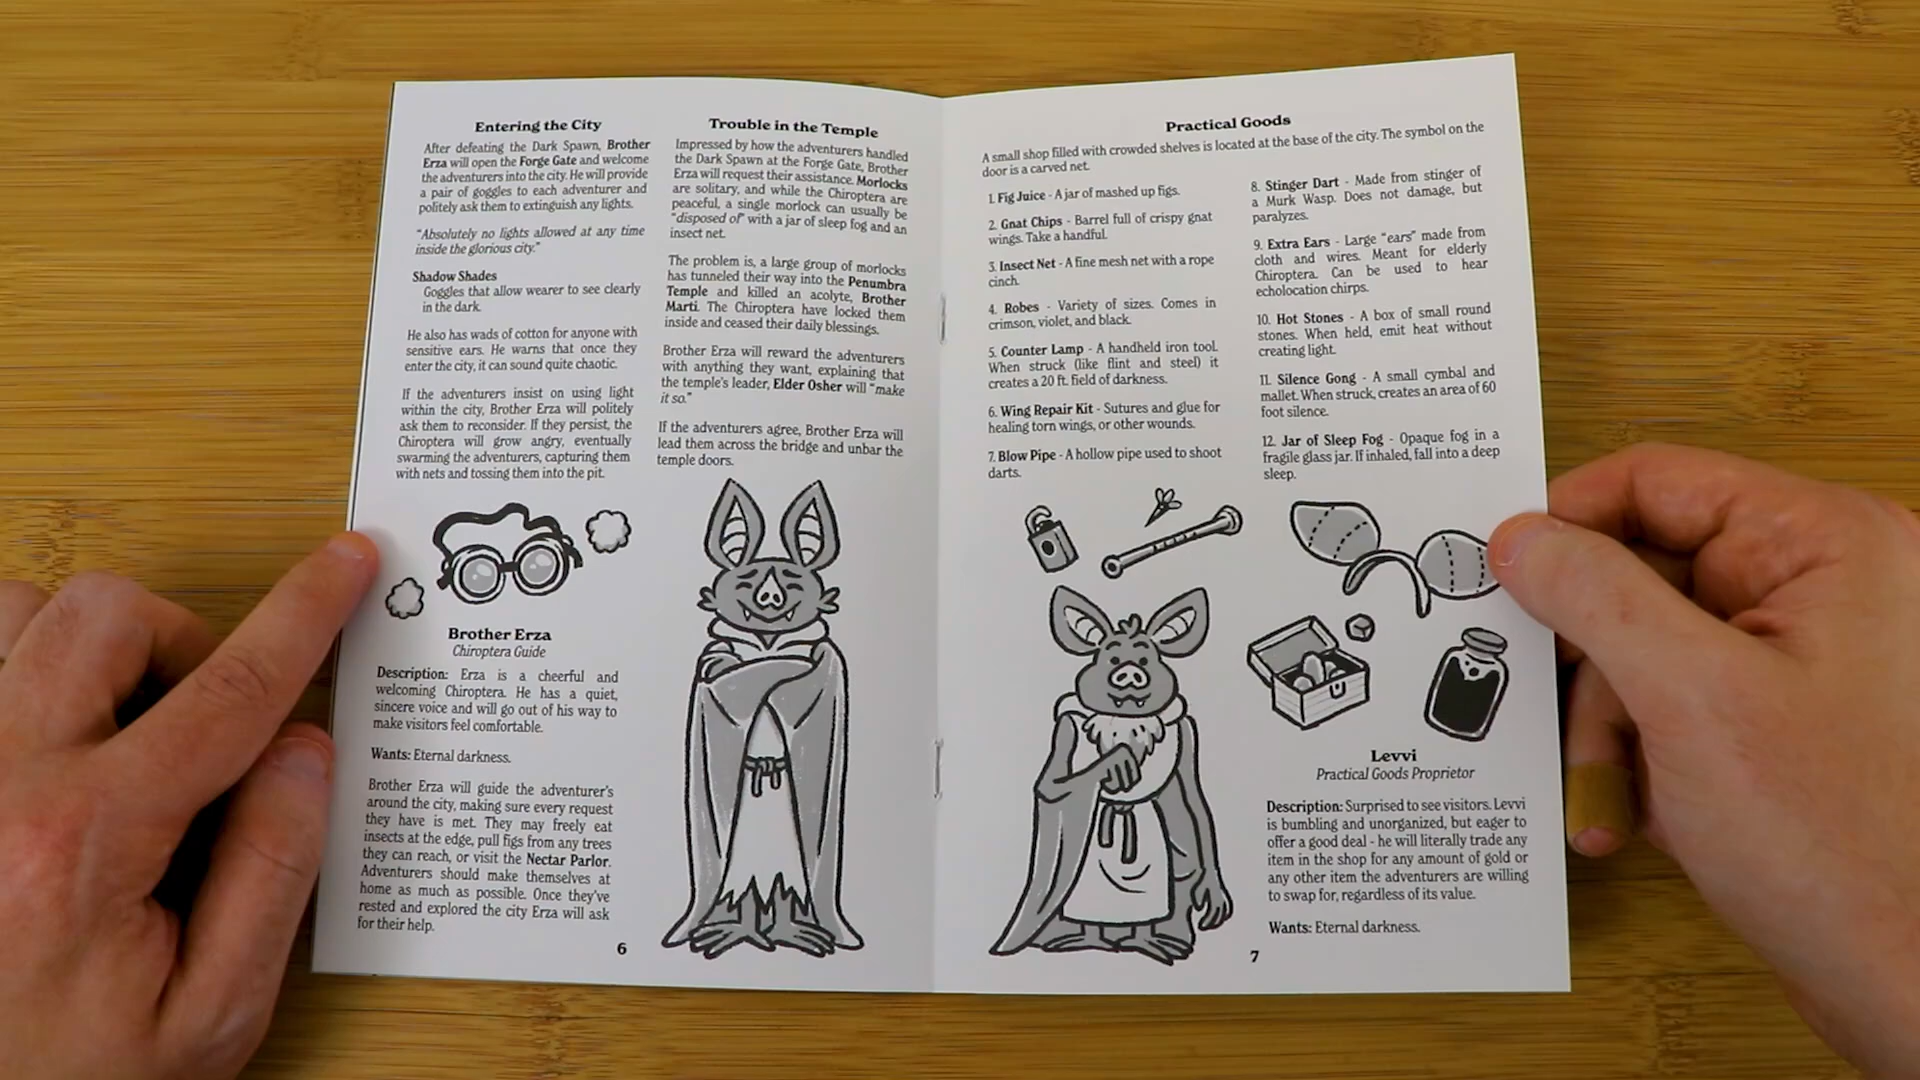 Entering the City
After defeating the Dark Spawn, Brother
Erza will open the Forge Gate and welcome
the adventurers into the city. He will provide
a pair of goggles to each adventurer and
politely ask them to extinguish any lights.
"Absolutely no lights allowed at any time
inside the glorious city."
Shadow Shades
Goggles that allow wearer to see clearly
in the dark.
He also has wads of cotton for anyone with
sensitive ears. He warns that once they
enter the city, it can sound quite chaotic.
If the adventurers insist on using light
within the city, Brother Erza will politely
ask them to reconsider. If they persist, the
Chiroptera will grow angry, eventually
swarming the adventurers, capturing them
with nets and tossing them into the pit.
Brother Erza
Chiroptera Guide
Description: Erza is a cheerful and
welcoming Chiroptera. He has a quiet,
sincere voice and will go out of his way to
make visitors feel comfortable.
Wants: Eternal darkness.
Brother Erza will guide the adventurer's
around the city, making sure every request
they have is met. They may freely eat
insects at the edge, pull figs from any trees
they can reach, or visit the Nectar Parlor.
Adventurers should make themselves at
home as much as possible. Once they've
rested and explored the city Erza will ask
for their help.
Trouble in the Temple
Impressed by how the adventurers handled
the Dark Spawn at the Forge Gate, Brother
Erza will request their assistance. Morlocks
are solitary, and while the Chiroptera are
peaceful, a single morlock can usually be
"disposed of" with a jar of sleep fog and an
insect net.
The problem is, a large group of morlocks
has tunneled their way into the Penumbra
Temple and killed an acolyte, Brother
Marti. The Chiroptera have locked them
inside and ceased their daily blessings.
Brother Erza will reward the adventurers
with anything they want, explaining that
the temple's leader, Elder Osher will "make
it so."
If the adventurers agree, Brother Erza will
lead them across the bridge and unbar the
temple doors.
6
Practical Goods
A small shop filled with crowded shelves is located at the base of the city. The symbol on the
door is a carved net.
1. Fig Juice - A jar of mashed up figs.
2. Gnat Chips - Barrel full of crispy gnat
wings. Take a handful.
3. Insect Net - A fine mesh net with a rope
cinch.
4. Robes - Variety of sizes. Comes in
crimson, violet, and black.
5. Counter Lamp - A handheld iron tool.
When struck (like flint and steel) it
creates a 20 ft. field of darkness.
6. Wing Repair Kit - Sutures and glue for
healing torn wings, or other wounds.
7. Blow Pipe - A hollow pipe used to shoot
darts.
8. Stinger Dart - Made from stinger of
a Murk Wasp. Does not damage, but
paralyzes.
9. Extra Ears - Large "ears" made from
cloth and wires. Meant for elderly
Chiroptera. Can be used to hear
echolocation chirps.
10. Hot Stones - A box of small round
stones. When held, emit heat without
creating light.
11. Silence Gong - A small cymbal and
mallet. When struck, creates an area of 60
foot silence.
12. Jar of Sleep Fog - Opaque fog in a
fragile glass jar. If inhaled, fall into a deep
sleep.
Levvi
Practical Goods Proprietor
Description: Surprised to see visitors. Levvi
is bumbling and unorganized, but eager to
offer a good deal - he will literally trade any
item in the shop for any amount of gold or
any other item the adventurers are willing
to swap for, regardless of its value.
Wants: Eternal darkness.
7